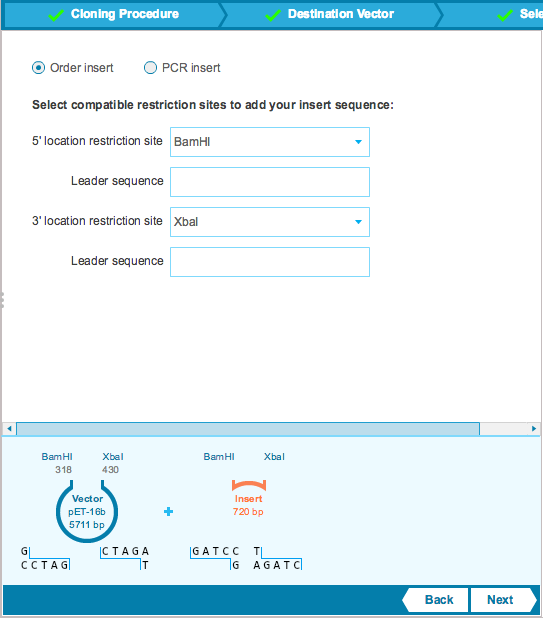 Cloning Procedure Destination Vector Sele
Order insert PCR insert
Select compatible restriction sites to add your insert sequence:
5' location restriction site BamHI
Leader sequence
3' location restriction site XbaI
Leader sequence
BamHI XbaI BamHI XbaI
318 430
Vector Insert
pET-16b 720 bp
5711 bp
G CTAGA GATCC T
CCTAG T G AGATC
Back Next